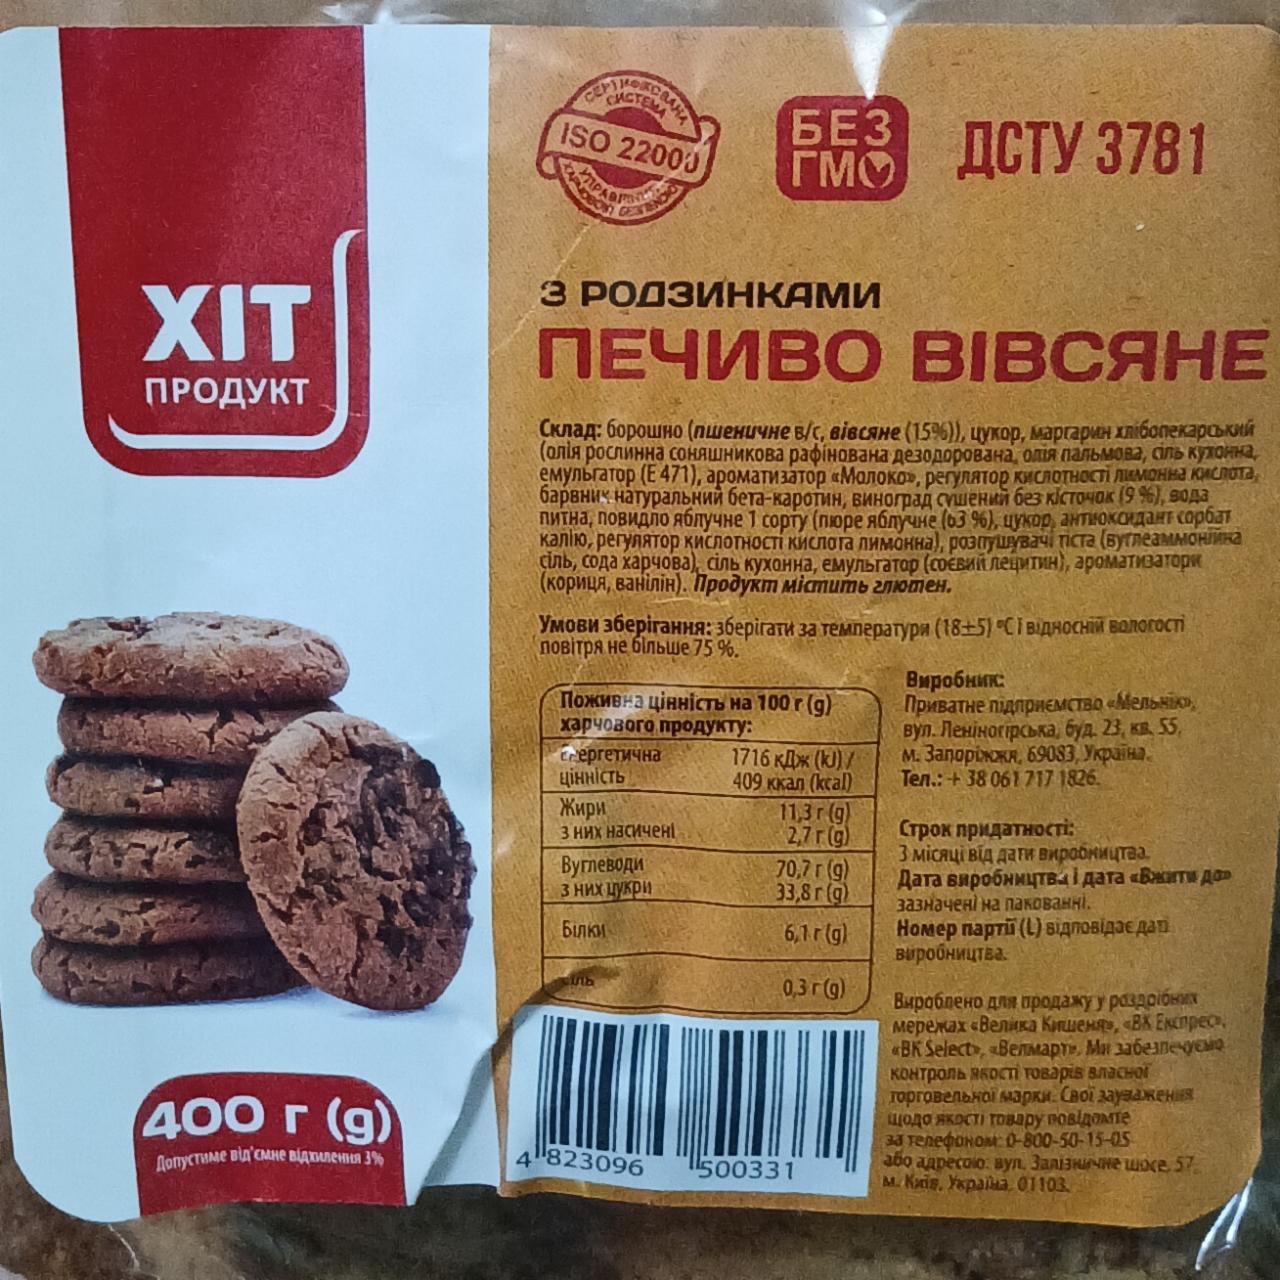 ХІТ
ПРОДУКТ
СЕРТИФІКОВАНА
СИСТЕМА
ISO 22000
УПРАВЛІННЯ
ХАРЧОВОЮ БЕЗПЕКОЮ
БЕЗ
ГМО
ДСТУ 3781
З РОДЗИНКАМИ
ПЕЧИВО ВІВСЯНЕ
Склад: борошно (пшеничне в/с, вівсяне (15%)), цукор, маргарин хлібопекарський
(олія рослинна соняшникова рафінована дезодорована, олія пальмова, сіль кухонна,
емульгатор (Е 471), ароматизатор «Молоко», регулятор кислотності лимонна кислота,
барвник натуральний бета-каротин, виноград сушений без кісточок (9 %), вода
питна, повидло яблучне 1 сорту (пюре яблучне (63 %), цукор, антиоксидант сорбат
калію, регулятор кислотності кислота лимонна), розпушувачі тіста (вуглеаммонійна
сіль, сода харчова), сіль кухонна, емульгатор (соєвий лецитин), ароматизатори
(кориця, ванілін). Продукт містить глютен.
Умови зберігання: зберігати за температури (18±5) °С і відносній вологості
повітря не більше 75 %.
Поживна цінність на 100 г (g)
харчового продукту:
енергетична
цінність
1716 кДж (kJ) /
409 ккал (kcal)
Жири
11,3 г (g)
з них насичені
2,7 г (g)
Вуглеводи
70,7 г (g)
з них цукри
33,8 г (g)
Білки
6,1 г (g)
сіль
0,3 г (g)
Виробник:
Приватне підприємство «Мельнік»,
вул. Леніногірська, буд. 23, кв. 55,
м. Запоріжжя, 69083, Україна.
Тел.: + 38 061 717 1826.
Строк придатності:
3 місяці від дати виробництва.
Дата виробництва і дата «Вжити до»
зазначені на пакованні.
Номер партії (L) відповідає даті
виробництва.
Вироблено для продажу у роздрібних
мережах «Велика Кишеня», «ВК Експрес»,
«ВК Select», «Велмарт». Ми забезпечуємо
контроль якості товарів власної
торговельної марки. Свої зауваження
щодо якості товару повідомте
за телефоном: 0-800-50-15-05
або адресою: вул. Залізничне шосе, 57,
м. Київ, Україна, 01103.
400 г (g)
Допустиме від'ємне відхилення 3%
4 823096 500331